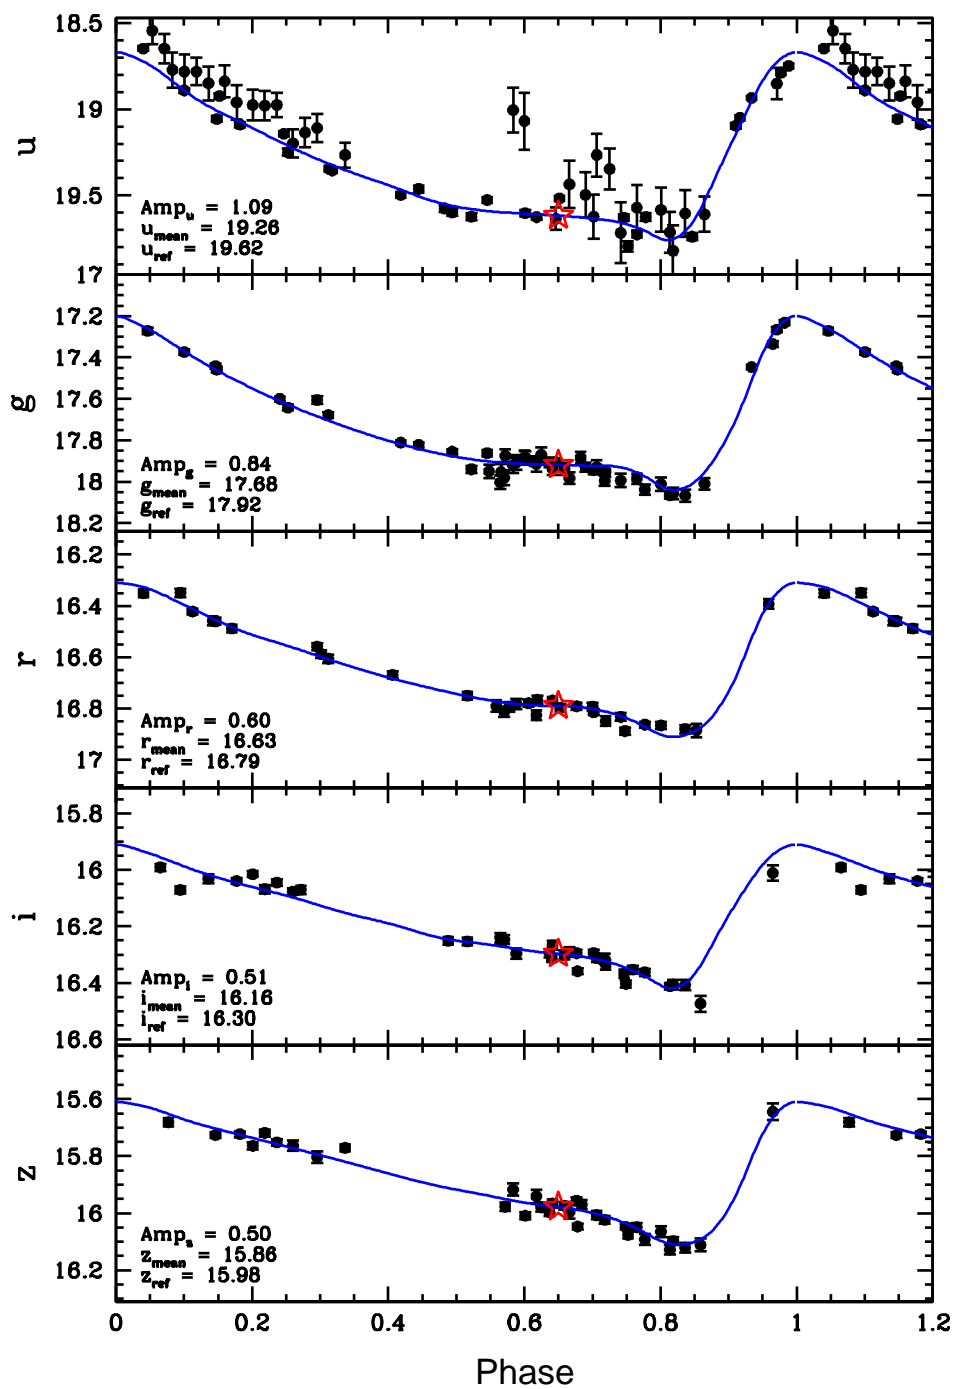 18.5
19
19.5
u
Amp_u = 1.09
u_mean = 19.26
u_ref = 19.62
17
17.2
17.4
17.6
17.8
18
18.2
g
Amp_g = 0.84
g_mean = 17.68
g_ref = 17.92
16.2
16.4
16.6
16.8
17
r
Amp_r = 0.60
r_mean = 16.63
r_ref = 16.79
15.8
16
16.2
16.4
16.6
i
Amp_i = 0.51
i_mean = 16.16
i_ref = 16.30
15.6
15.8
16
16.2
z
Amp_z = 0.50
z_mean = 15.86
z_ref = 15.98
0 0.2 0.4 0.6 0.8 1 1.2
Phase